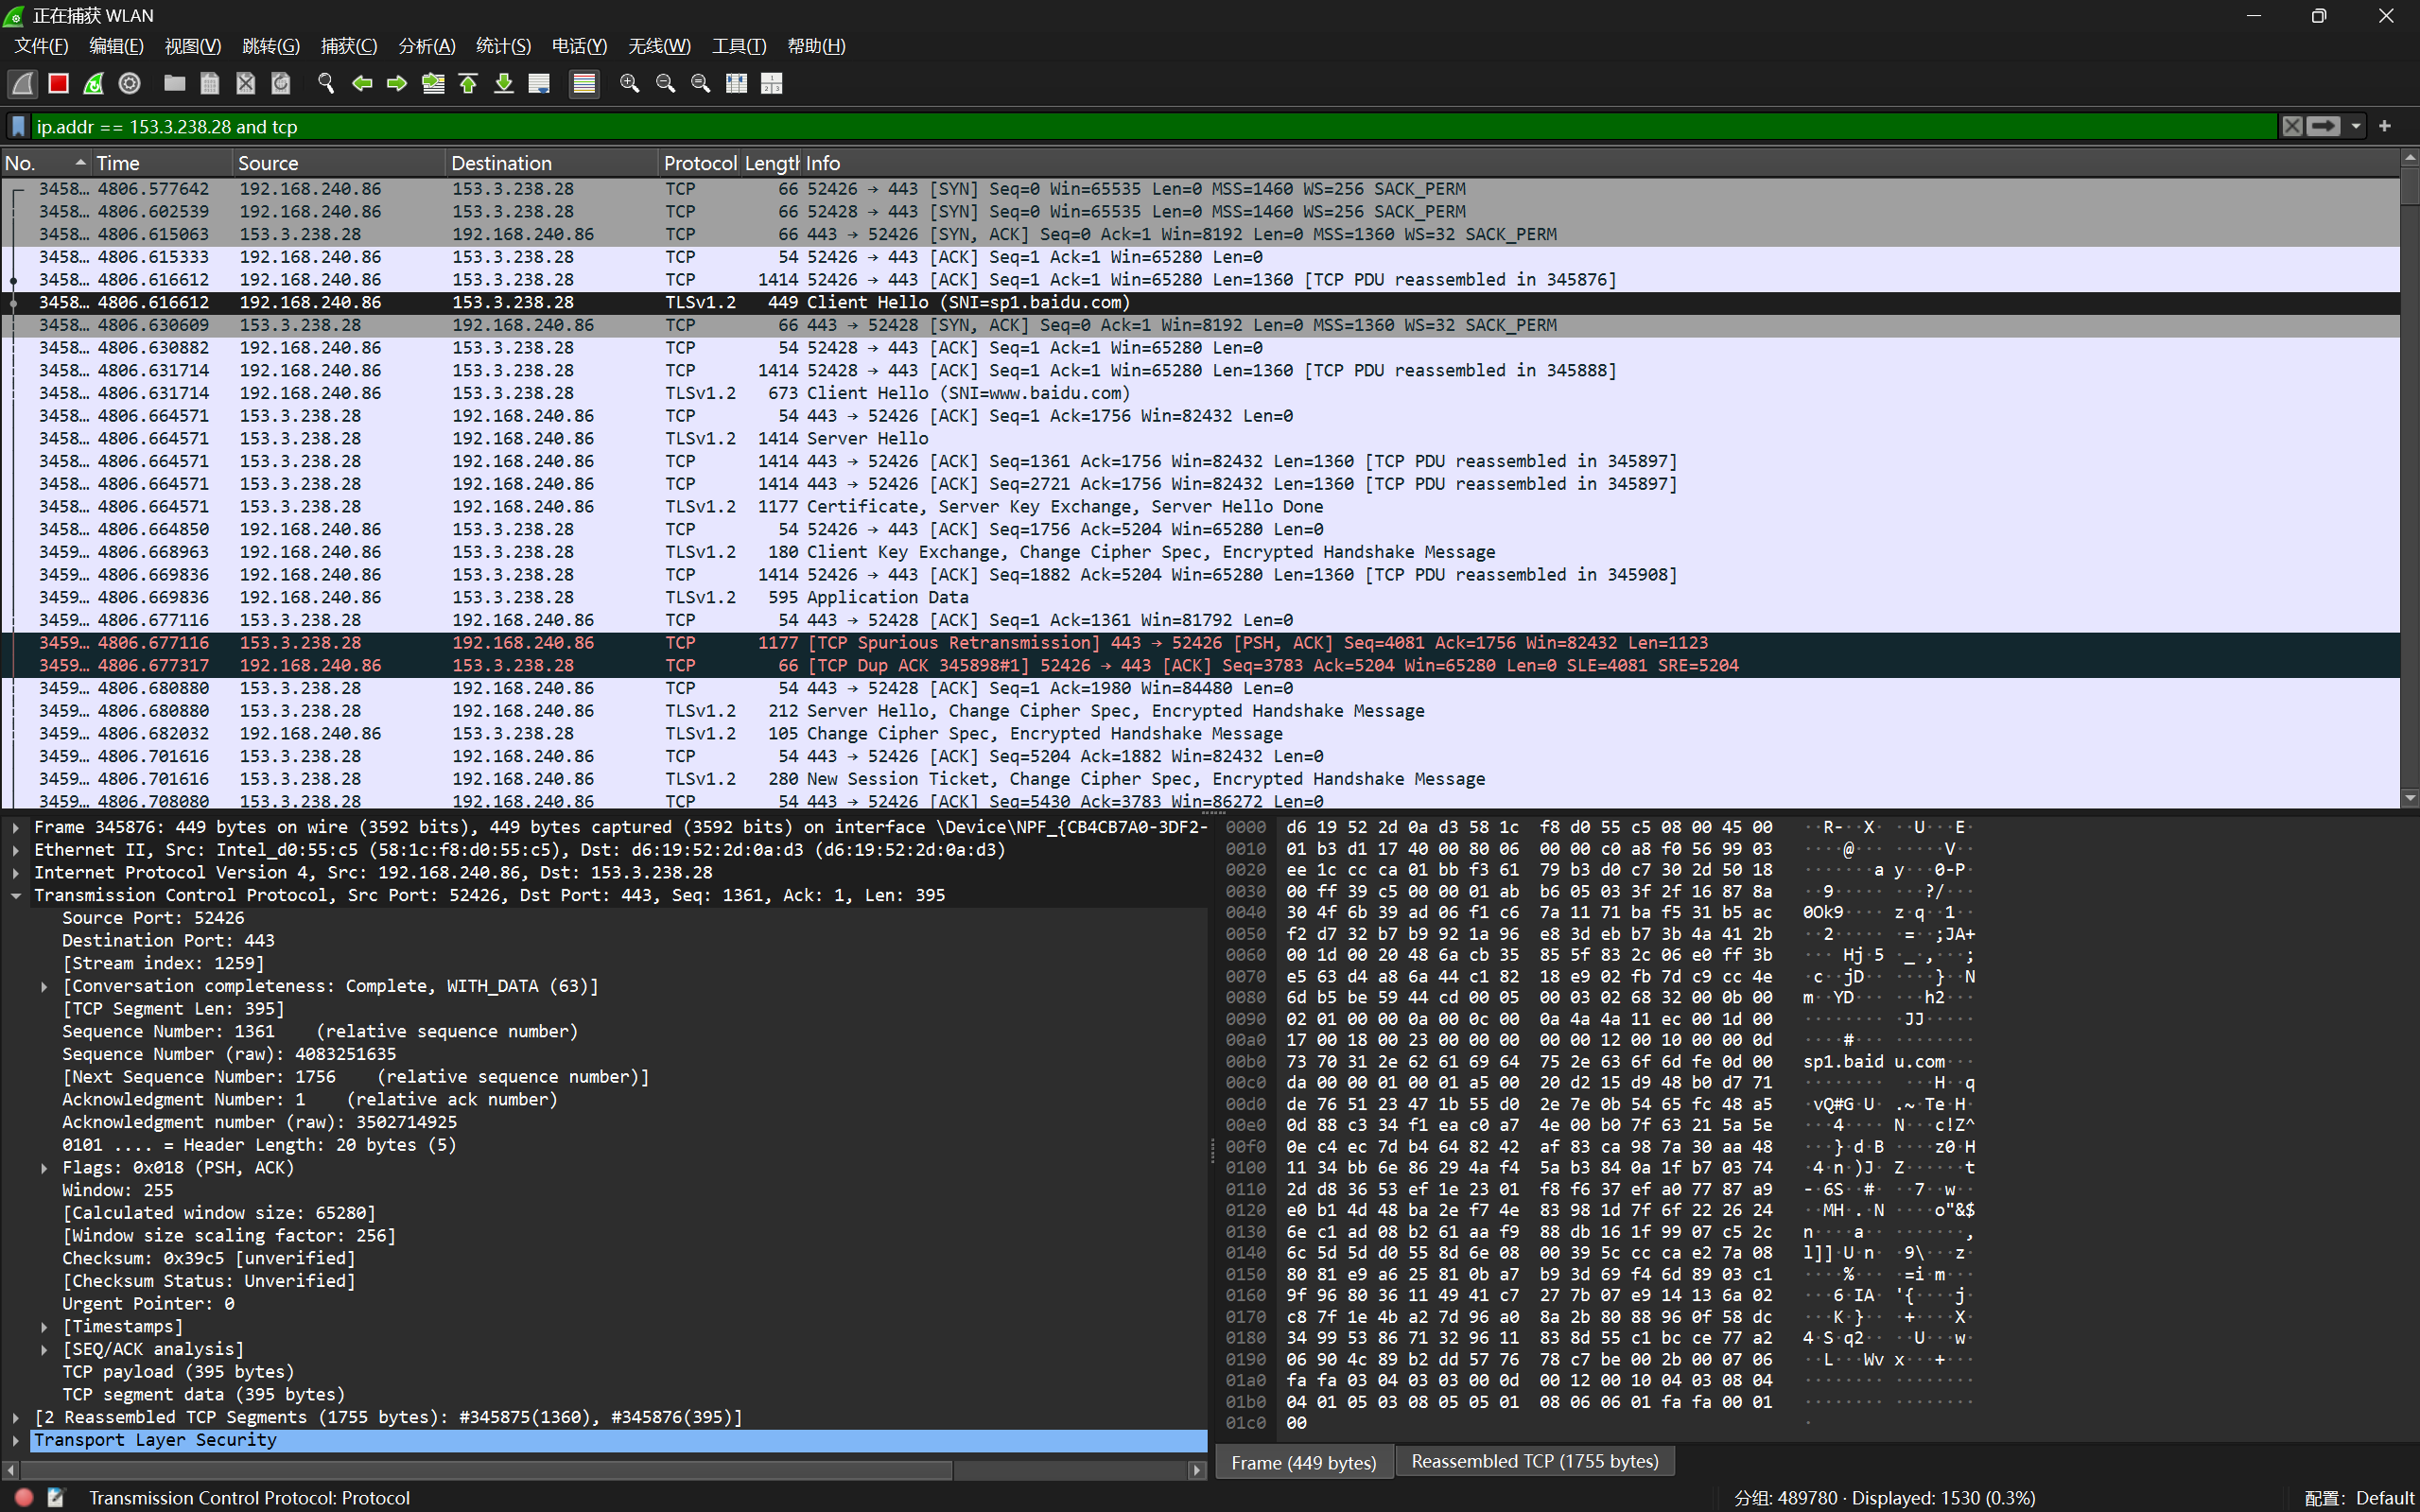 正在捕获 WLAN
文件(F) 编辑(E) 视图(V) 跳转(G) 捕获(C) 分析(A) 统计(S) 电话(Y) 无线(W) 工具(T) 帮助(H)
ip.addr == 153.3.238.28 and tcp
No. Time Source Destination Protocol Length Info
3458… 4806.577642 192.168.240.86 153.3.238.28 TCP 66 52426 → 443 [SYN] Seq=0 Win=65535 Len=0 MSS=1460 WS=256 SACK_PERM
3458… 4806.602539 192.168.240.86 153.3.238.28 TCP 66 52428 → 443 [SYN] Seq=0 Win=65535 Len=0 MSS=1460 WS=256 SACK_PERM
3458… 4806.615063 153.3.238.28 192.168.240.86 TCP 66 443 → 52426 [SYN, ACK] Seq=0 Ack=1 Win=8192 Len=0 MSS=1360 WS=32 SACK_PERM
3458… 4806.615333 192.168.240.86 153.3.238.28 TCP 54 52426 → 443 [ACK] Seq=1 Ack=1 Win=65280 Len=0
3458… 4806.616612 192.168.240.86 153.3.238.28 TCP 1414 52426 → 443 [ACK] Seq=1 Ack=1 Win=65280 Len=1360 [TCP PDU reassembled in 345876]
3458… 4806.616612 192.168.240.86 153.3.238.28 TLSv1.2 449 Client Hello (SNI=sp1.baidu.com)
3458… 4806.630609 153.3.238.28 192.168.240.86 TCP 66 443 → 52428 [SYN, ACK] Seq=0 Ack=1 Win=8192 Len=0 MSS=1360 WS=32 SACK_PERM
3458… 4806.630882 192.168.240.86 153.3.238.28 TCP 54 52428 → 443 [ACK] Seq=1 Ack=1 Win=65280 Len=0
3458… 4806.631714 192.168.240.86 153.3.238.28 TCP 1414 52428 → 443 [ACK] Seq=1 Ack=1 Win=65280 Len=1360 [TCP PDU reassembled in 345888]
3458… 4806.631714 192.168.240.86 153.3.238.28 TLSv1.2 673 Client Hello (SNI=www.baidu.com)
3458… 4806.664571 153.3.238.28 192.168.240.86 TCP 54 443 → 52426 [ACK] Seq=1 Ack=1756 Win=82432 Len=0
3458… 4806.664571 153.3.238.28 192.168.240.86 TLSv1.2 1414 Server Hello
3458… 4806.664571 153.3.238.28 192.168.240.86 TCP 1414 443 → 52426 [ACK] Seq=1361 Ack=1756 Win=82432 Len=1360 [TCP PDU reassembled in 345897]
3458… 4806.664571 153.3.238.28 192.168.240.86 TCP 1414 443 → 52426 [ACK] Seq=2721 Ack=1756 Win=82432 Len=1360 [TCP PDU reassembled in 345897]
3458… 4806.664571 153.3.238.28 192.168.240.86 TLSv1.2 1177 Certificate, Server Key Exchange, Server Hello Done
3458… 4806.664850 192.168.240.86 153.3.238.28 TCP 54 52426 → 443 [ACK] Seq=1756 Ack=5204 Win=65280 Len=0
3459… 4806.668963 192.168.240.86 153.3.238.28 TLSv1.2 180 Client Key Exchange, Change Cipher Spec, Encrypted Handshake Message
3459… 4806.669836 192.168.240.86 153.3.238.28 TCP 1414 52426 → 443 [ACK] Seq=1882 Ack=5204 Win=65280 Len=1360 [TCP PDU reassembled in 345908]
3459… 4806.669836 192.168.240.86 153.3.238.28 TLSv1.2 595 Application Data
3459… 4806.677116 153.3.238.28 192.168.240.86 TCP 54 443 → 52428 [ACK] Seq=1 Ack=1361 Win=81792 Len=0
3459… 4806.677116 153.3.238.28 192.168.240.86 TCP 1177 [TCP Spurious Retransmission] 443 → 52426 [PSH, ACK] Seq=4081 Ack=1756 Win=82432 Len=1123
3459… 4806.677317 192.168.240.86 153.3.238.28 TCP 66 [TCP Dup ACK 345898#1] 52426 → 443 [ACK] Seq=3783 Ack=5204 Win=65280 Len=0 SLE=4081 SRE=5204
3459… 4806.680880 153.3.238.28 192.168.240.86 TCP 54 443 → 52428 [ACK] Seq=1 Ack=1980 Win=84480 Len=0
3459… 4806.680880 153.3.238.28 192.168.240.86 TLSv1.2 212 Server Hello, Change Cipher Spec, Encrypted Handshake Message
3459… 4806.682032 192.168.240.86 153.3.238.28 TLSv1.2 105 Change Cipher Spec, Encrypted Handshake Message
3459… 4806.701616 153.3.238.28 192.168.240.86 TCP 54 443 → 52426 [ACK] Seq=5204 Ack=1882 Win=82432 Len=0
3459… 4806.701616 153.3.238.28 192.168.240.86 TLSv1.2 280 New Session Ticket, Change Cipher Spec, Encrypted Handshake Message
3459… 4806.708080 153.3.238.28 192.168.240.86 TCP 54 443 → 52426 [ACK] Seq=5430 Ack=3783 Win=86272 Len=0
Frame 345876: 449 bytes on wire (3592 bits), 449 bytes captured (3592 bits) on interface \Device\NPF_{CB4CB7A0-3DF2-
Ethernet II, Src: Intel_d0:55:c5 (58:1c:f8:d0:55:c5), Dst: d6:19:52:2d:0a:d3 (d6:19:52:2d:0a:d3)
Internet Protocol Version 4, Src: 192.168.240.86, Dst: 153.3.238.28
Transmission Control Protocol, Src Port: 52426, Dst Port: 443, Seq: 1361, Ack: 1, Len: 395
Source Port: 52426
Destination Port: 443
[Stream index: 1259]
[Conversation completeness: Complete, WITH_DATA (63)]
[TCP Segment Len: 395]
Sequence Number: 1361 (relative sequence number)
Sequence Number (raw): 4083251635
[Next Sequence Number: 1756 (relative sequence number)]
Acknowledgment Number: 1 (relative ack number)
Acknowledgment number (raw): 3502714925
0101 .... = Header Length: 20 bytes (5)
Flags: 0x018 (PSH, ACK)
Window: 255
[Calculated window size: 65280]
[Window size scaling factor: 256]
Checksum: 0x39c5 [unverified]
[Checksum Status: Unverified]
Urgent Pointer: 0
[Timestamps]
[SEQ/ACK analysis]
TCP payload (395 bytes)
TCP segment data (395 bytes)
[2 Reassembled TCP Segments (1755 bytes): #345875(1360), #345876(395)]
Transport Layer Security
0000 d6 19 52 2d 0a d3 58 1c f8 d0 55 c5 08 00 45 00 ··R-··X· ··U···E·
0010 01 b3 d1 17 40 00 80 06 00 00 c0 a8 f0 56 99 03 ····@··· ·····V··
0020 ee 1c cc ca 01 bb f3 61 79 b3 d0 c7 30 2d 50 18 ·······a y···0-P·
0030 00 ff 39 c5 00 00 01 ab b6 05 03 3f 2f 16 87 8a ··9····· ···?/···
0040 30 4f 6b 39 ad 06 f1 c6 7a 11 71 ba f5 31 b5 ac 0Ok9···· z·q··1··
0050 f2 d7 32 b7 b9 92 1a 96 e8 3d eb b7 3b 4a 41 2b ··2····· ·=··;JA+
0060 00 1d 00 20 48 6a cb 35 85 5f 83 2c 06 e0 ff 3b ··· Hj·5 ·_·,···;
0070 e5 63 d4 a8 6a 44 c1 82 18 e9 02 fb 7d c9 cc 4e ·c··jD·· ····}··N
0080 6d b5 be 59 44 cd 00 05 00 03 02 68 32 00 0b 00 m··YD··· ···h2···
0090 02 01 00 00 0a 00 0c 00 0a 4a 4a 11 ec 00 1d 00 ········ ·JJ·····
00a0 17 00 18 00 23 00 00 00 00 00 12 00 10 00 00 0d ····#··· ········
00b0 73 70 31 2e 62 61 69 64 75 2e 63 6f 6d fe 0d 00 sp1.baid u.com···
00c0 da 00 00 01 00 01 a5 00 20 d2 15 d9 48 b0 d7 71 ········ ···H··q
00d0 de 76 51 23 47 1b 55 d0 2e 7e 0b 54 65 fc 48 a5 ·vQ#G·U· .~·Te·H·
00e0 0d 88 c3 34 f1 ea c0 a7 4e 00 b0 7f 63 21 5a 5e ···4···· N···c!Z^
00f0 0e c4 ec 7d b4 64 82 42 af 83 ca 98 7a 30 aa 48 ···}·d·B ····z0·H
0100 11 34 bb 6e 86 29 4a f4 5a b3 84 0a 1f b7 03 74 ·4·n·)J· Z······t
0110 2d d8 36 53 ef 1e 23 01 f8 f6 37 ef a0 77 87 a9 -·6S··#· ··7··w··
0120 e0 b1 4d 48 ba 2e f7 4e 83 98 1d 7f 6f 22 26 24 ··MH·.·N ····o"&$
0130 6e c1 ad 08 b2 61 aa f9 88 db 16 1f 99 07 c5 2c n····a·· ·······,
0140 6c 5d 5d d0 55 8d 6e 08 00 39 5c cc ca e2 7a 08 l]]·U·n· ·9\···z·
0150 80 81 e9 a6 25 81 0b a7 b9 3d 69 f4 6d 89 03 c1 ····%··· ·=i·m···
0160 9f 96 80 36 11 49 41 c7 27 7b 07 e9 14 13 6a 02 ···6·IA· '{····j·
0170 c8 7f 1e 4b a2 7d 96 a0 8a 2b 80 88 96 0f 58 dc ···K·}·· ·+····X·
0180 34 99 53 86 71 32 96 11 83 8d 55 c1 bc ce 77 a2 4·S·q2·· ··U···w·
0190 06 90 4c 89 b2 dd 57 76 78 c7 be 00 2b 00 07 06 ··L···Wv x···+···
01a0 fa fa 03 04 03 03 00 0d 00 12 00 10 04 03 08 04 ········ ········
01b0 04 01 05 03 08 05 05 01 08 06 06 01 fa fa 00 01 ········ ········
01c0 00 ·
Frame (449 bytes) Reassembled TCP (1755 bytes)
Transmission Control Protocol: Protocol 分组: 489780 · Displayed: 1530 (0.3%) 配置: Default